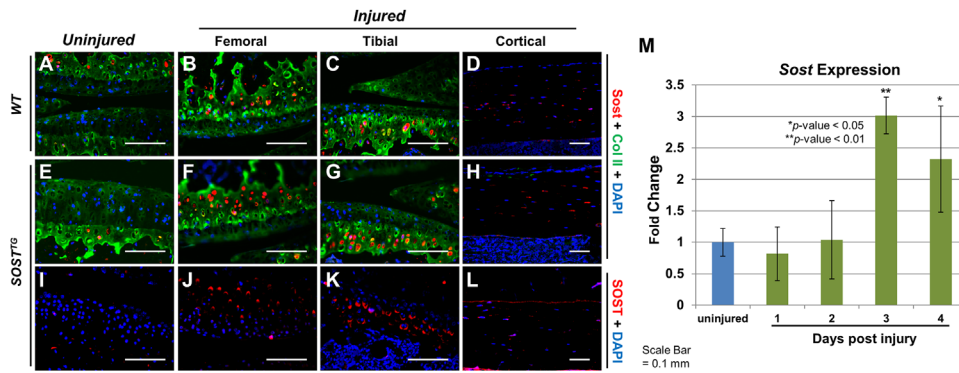 Injured
Uninjured Femoral Tibial Cortical
WT
A B C D
SOST^TG
E F G H
Sost + Col II + DAPI
I J K L
SOST + DAPI
M
Sost Expression
Fold Change
3.5
3
2.5
2
1.5
1
0.5
0
**
*
*p-value < 0.05
**p-value < 0.01
uninjured 1 2 3 4
Days post injury
Scale Bar
= 0.1 mm